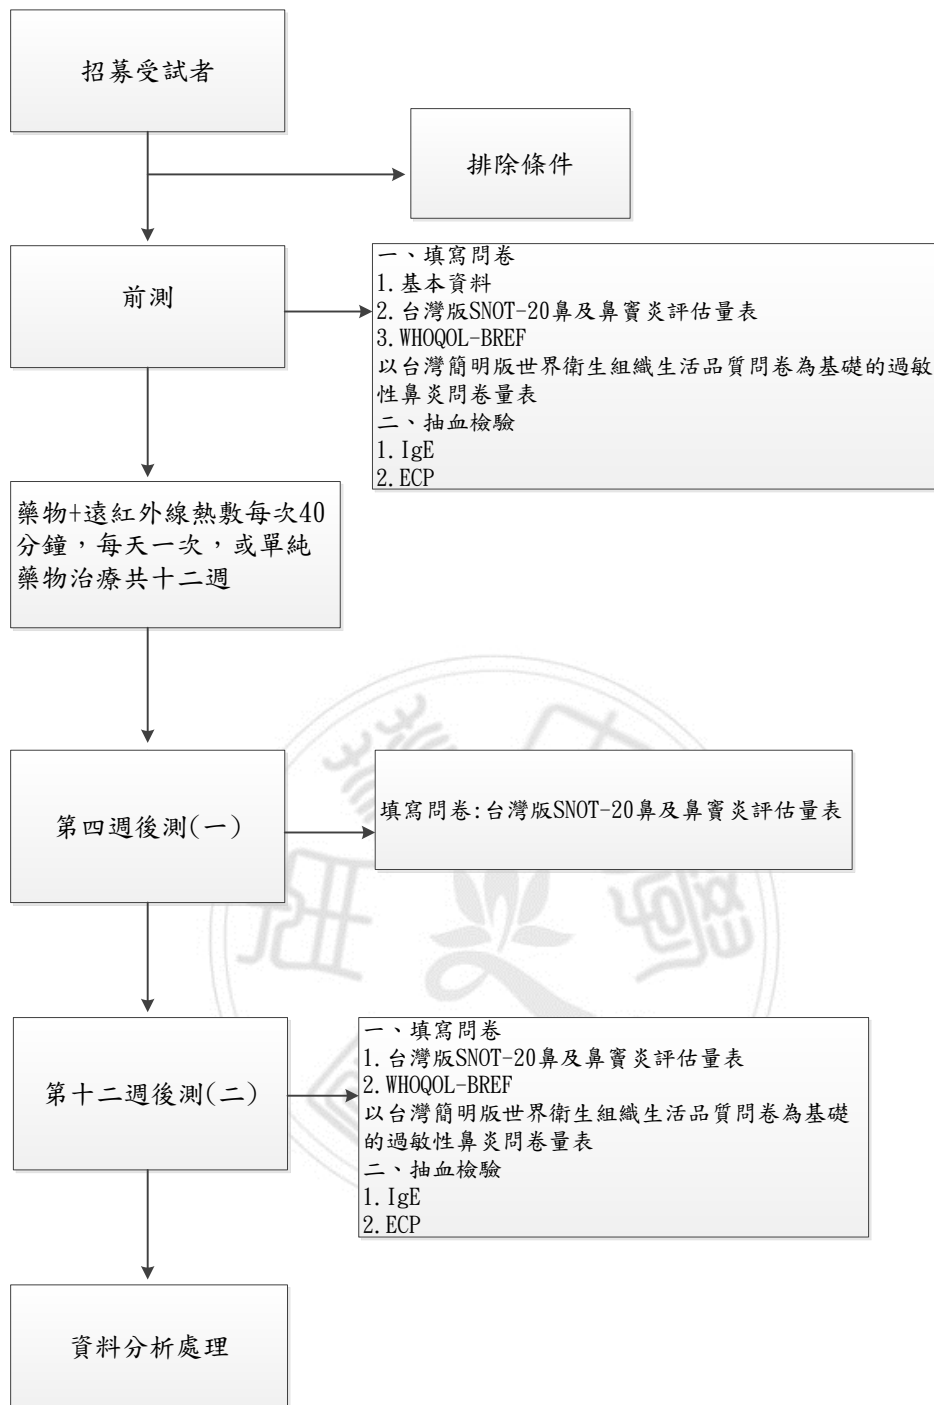 招募受試者
排除條件
前測
一、填寫問卷
1.基本資料
2.台灣版SNOT-20鼻及鼻竇炎評估量表
3.WHOQOL-BREF
以台灣簡明版世界衛生組織生活品質問卷為基礎的過敏
性鼻炎問卷量表
二、抽血檢驗
1.IgE
2.ECP
藥物+遠紅外線熱敷每次40
分鐘，每天一次，或單純
藥物治療共十二週
第四週後測(一)
填寫問卷:台灣版SNOT-20鼻及鼻竇炎評估量表
第十二週後測(二)
一、填寫問卷
1.台灣版SNOT-20鼻及鼻竇炎評估量表
2.WHOQOL-BREF
以台灣簡明版世界衛生組織生活品質問卷為基礎
的過敏性鼻炎問卷量表
二、抽血檢驗
1.IgE
2.ECP
資料分析處理